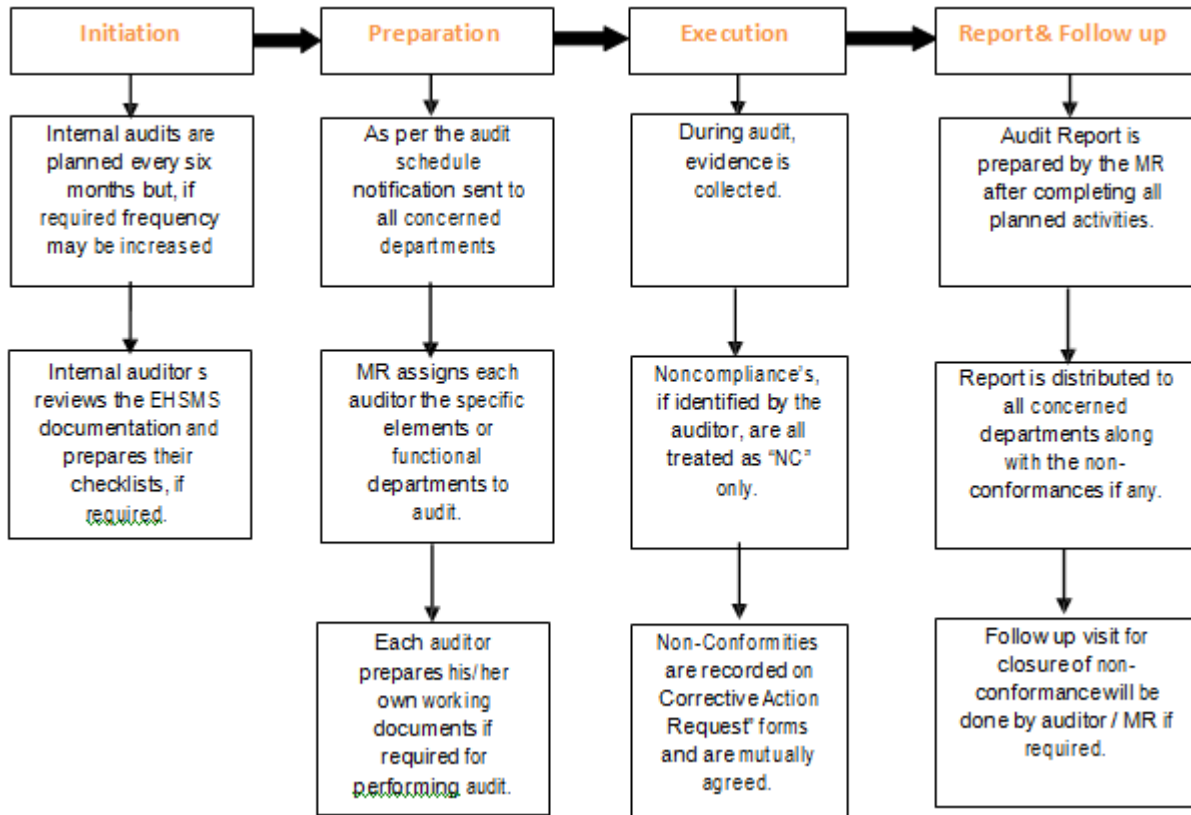 Initiation
Internal audits are
planned every six
months but, if
required frequency
may be increased
Internal auditor s
reviews the EHSMS
documentation and
prepares their
checklists, if
required.
Preparation
As per the audit
schedule
notification sent to
all concerned
departments
MR assigns each
auditor the specific
elements or
functional
departments to
audit.
Each auditor
prepares his/her
own working
documents if
required for
performing audit.
Execution
During audit,
evidence is
collected.
Noncompliance's,
if identified by the
auditor, are all
treated as "NC"
only.
Non-Conformities
are recorded on
Corrective Action
Request" forms
and are mutually
agreed.
Report& Follow up
Audit Report is
prepared by the MR
after completing all
planned activities.
Report is distributed to
all concerned
departments along
with the non-
conformances if any.
Follow up visit for
closure of non-
conformance will be
done by auditor / MR if
required.